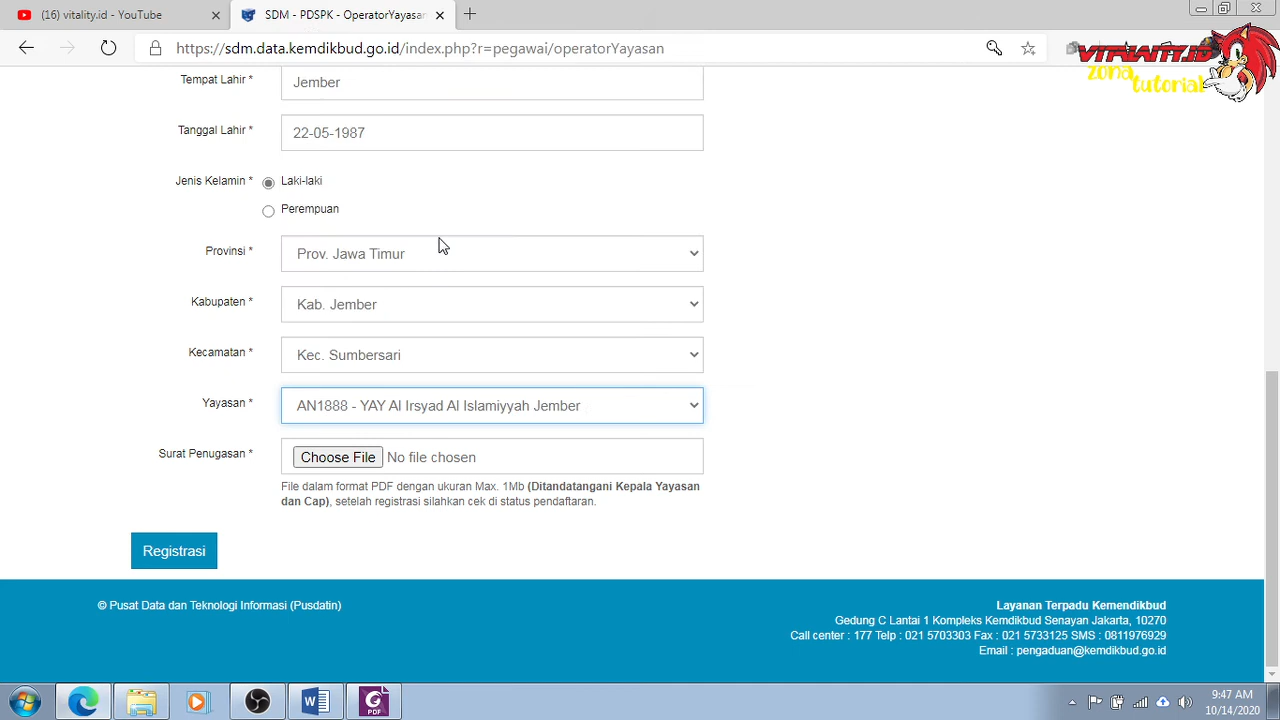 (16) vitality.id - YouTube
SDM - PDSPK - OperatorYayasan
https://sdm.data.kemdikbud.go.id/index.php?r=pegawai/operatorYayasan
zona
tutorial
Tempat Lahir *
Jember
Tanggal Lahir *
22-05-1987
Jenis Kelamin *
Laki-laki
Perempuan
Provinsi *
Prov. Jawa Timur
Kabupaten *
Kab. Jember
Kecamatan *
Kec. Sumbersari
Yayasan *
AN1888 - YAY Al Irsyad Al Islamiyyah Jember
Surat Penugasan *
Choose File No file chosen
File dalam format PDF dengan ukuran Max. 1Mb (Ditandatangani Kepala Yayasan
dan Cap), setelah registrasi silahkan cek di status pendaftaran.
Registrasi
© Pusat Data dan Teknologi Informasi (Pusdatin)
Layanan Terpadu Kemendikbud
Gedung C Lantai 1 Kompleks Kemdikbud Senayan Jakarta, 10270
Call center : 177 Telp : 021 5703303 Fax : 021 5733125 SMS : 0811976929
Email : pengaduan@kemdikbud.go.id
PDF
9:47 AM
10/14/2020